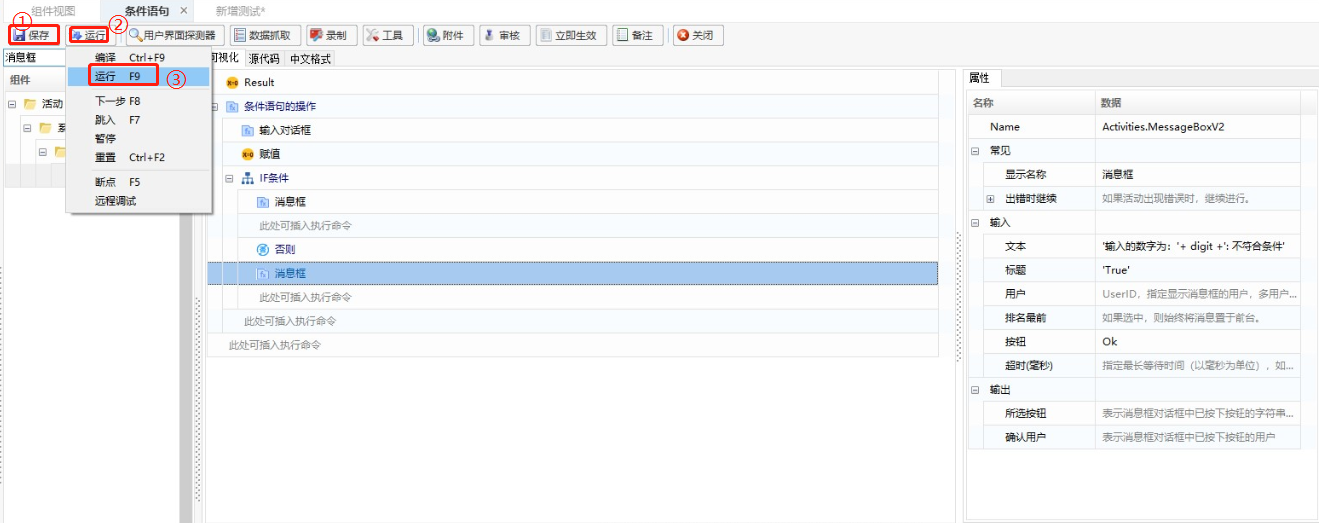 组件视图 条件语句 × 新增测试*
① ②
保存 运行 用户界面探测器 数据抓取 录制 工具 附件 审核 立即生效 备注 关闭
消息框
组件
活动
编译 Ctrl+F9
运行 F9
③
下一步 F8
跳入 F7
暂停
重置 Ctrl+F2
断点 F5
远程调试
可视化 源代码 中文格式
Result
条件语句的操作
输入对话框
赋值
IF条件
消息框
此处可插入执行命令
否则
消息框
此处可插入执行命令
此处可插入执行命令
此处可插入执行命令
属性
名称 数据
Name Activities.MessageBoxV2
常见
显示名称 消息框
出错时继续 如果活动出现错误时，继续进行。
输入
文本 '输入的数字为：'+ digit +': 不符合条件'
标题 'True'
用户 UserID，指定显示消息框的用户，多用户...
排名最前 如果选中，则始终将消息置于前台。
按钮 Ok
超时(毫秒) 指定最长等待时间（以毫秒为单位），如...
输出
所选按钮 表示消息框对话框中已按下按钮的字符串...
确认用户 表示消息框对话框中已按下按钮的用户